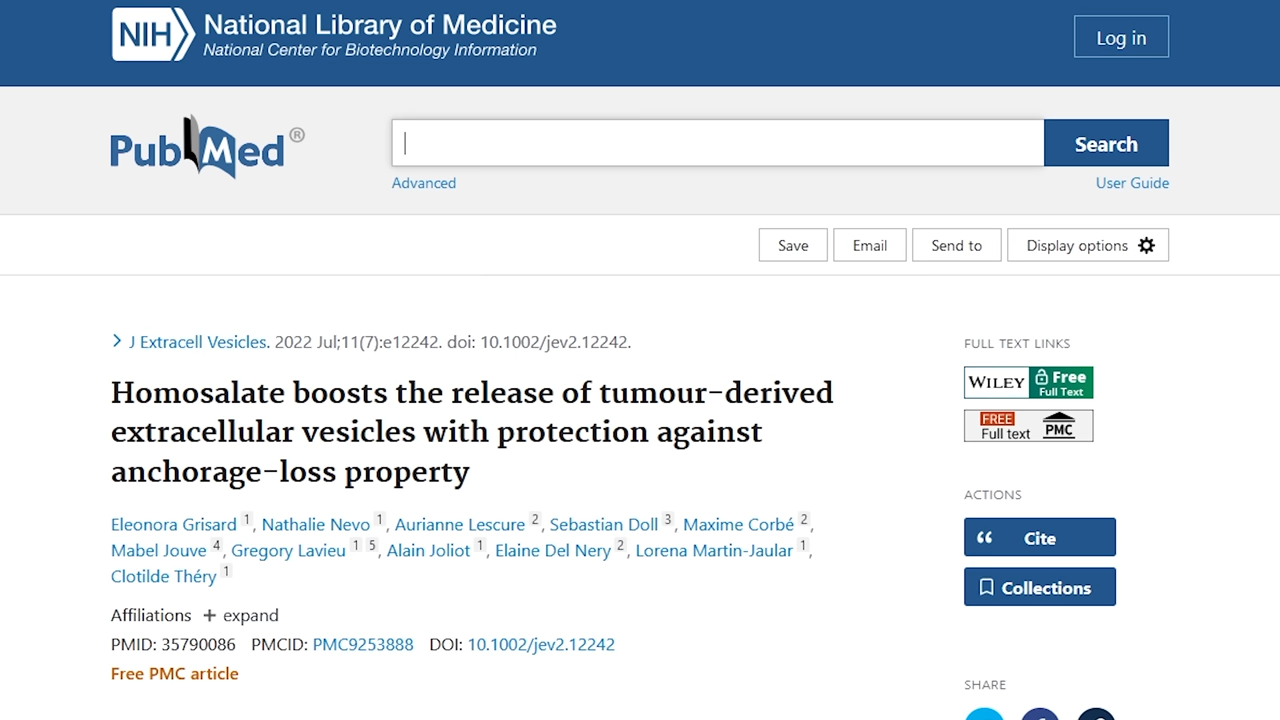 NIH National Library of Medicine
National Center for Biotechnology Information
Log in
PubMed®
Search
Advanced
User Guide
Save
Email
Send to
Display options
J Extracell Vesicles. 2022 Jul;11(7):e12242. doi: 10.1002/jev2.12242.
Homosalate boosts the release of tumour-derived
extracellular vesicles with protection against
anchorage-loss property
Eleonora Grisard 1, Nathalie Nevo 1, Aurianne Lescure 2, Sebastian Doll 3, Maxime Corbé 2,
Mabel Jouve 4, Gregory Lavieu 1 5, Alain Joliot 1, Elaine Del Nery 2, Lorena Martin-Jaular 1,
Clotilde Théry 1
Affiliations + expand
PMID: 35790086 PMCID: PMC9253888 DOI: 10.1002/jev2.12242
Free PMC article
FULL TEXT LINKS
WILEY Free
Full Text
FREE
Full text PMC
ACTIONS
Cite
Collections
SHARE